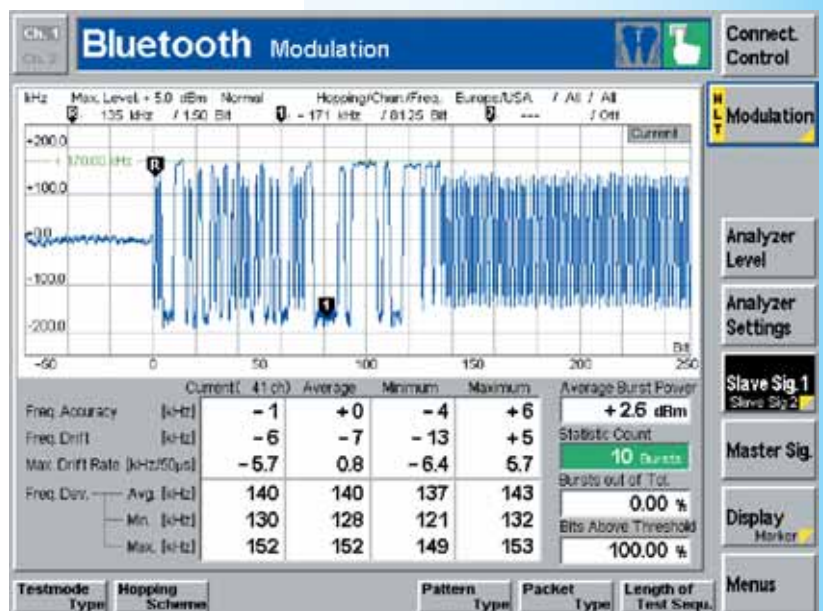 Ch. 1
Ch. 2
Bluetooth Modulation
Connect. Control
kHz Max. Level: + 5.0 dBm Normal Hopping/Chan./Freq. Europe/USA / All / All
R 135 kHz / 1.50 Bit 1 - 171 kHz / 81.25 Bit 2 --- / Off
Current
+200.0
+ 170.00 kHz
R
+100.0
+0.0
-100.0
1
-200.0
Bit
-50 0 50 100 150 200 250
Current( 41 ch) Average Minimum Maximum
Freq. Accuracy [kHz] - 1 +0 - 4 + 6
Freq. Drift [kHz] - 6 - 7 - 13 + 5
Max. Drift Rate [kHz/50µs] - 5.7 0.8 - 6.4 5.7
Freq. Dev. Avg. [kHz] 140 140 137 143
Min. [kHz] 130 128 121 132
Max. [kHz] 152 152 149 153
Average Burst Power
+ 2.6 dBm
Statistic Count
10 Bursts
Bursts out of Tol.
0.00 %
Bits Above Threshold
100.00 %
HLT
Modulation
Analyzer Level
Analyzer Settings
Slave Sig.1
Slave Sig 2
Master Sig.
Display
Marker
Menus
Testmode Type
Hopping Scheme
Pattern Type
Packet Type
Length of Test Sequ.